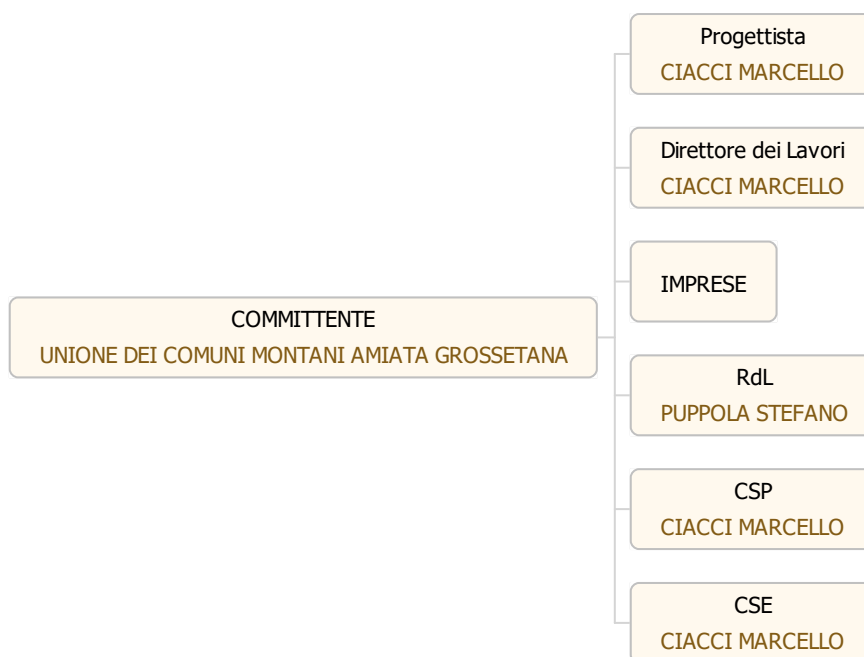 Progettista
CIACCI MARCELLO
Direttore dei Lavori
CIACCI MARCELLO
IMPRESE
COMMITTENTE
UNIONE DEI COMUNI MONTANI AMIATA GROSSETANA
RdL
PUPPOLA STEFANO
CSP
CIACCI MARCELLO
CSE
CIACCI MARCELLO